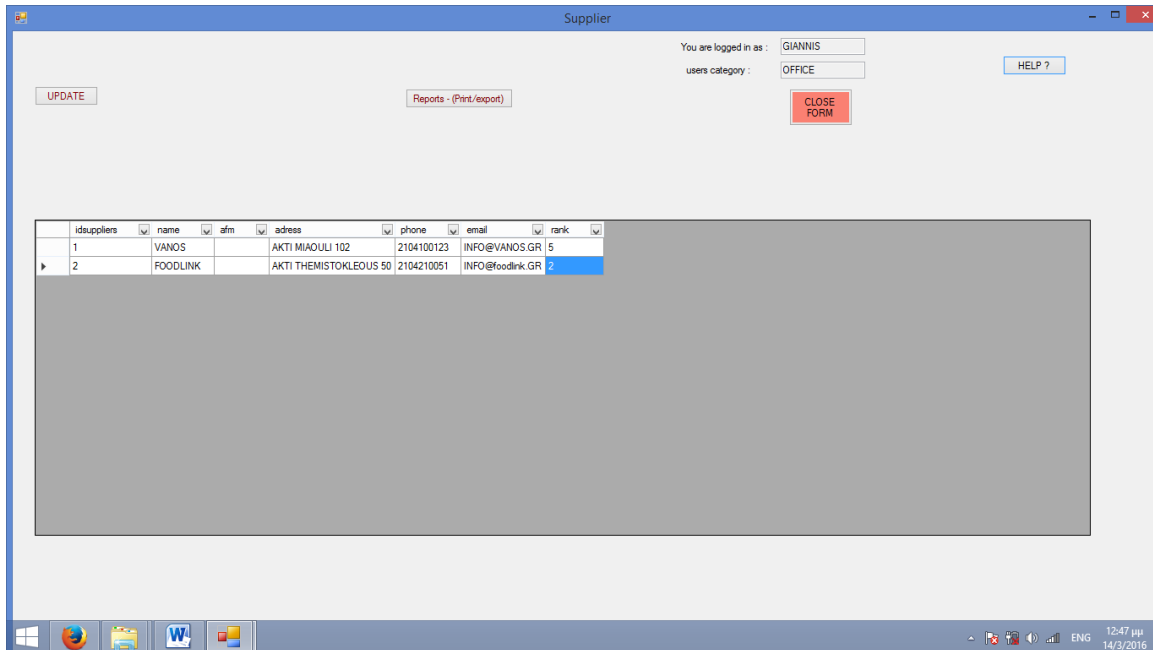 Supplier
You are logged in as : GIANNIS
users category : OFFICE
HELP ?
UPDATE
Reports - (Print/export)
CLOSE
FORM
idsuppliers name afm adress phone email rank
1 VANOS AKTI MIAOULI 102 2104100123 INFO@VANOS.GR 5
2 FOODLINK AKTI THEMISTOKLEOUS 50 2104210051 INFO@foodlink.GR 2
W
ENG
12:47 μμ
14/3/2016